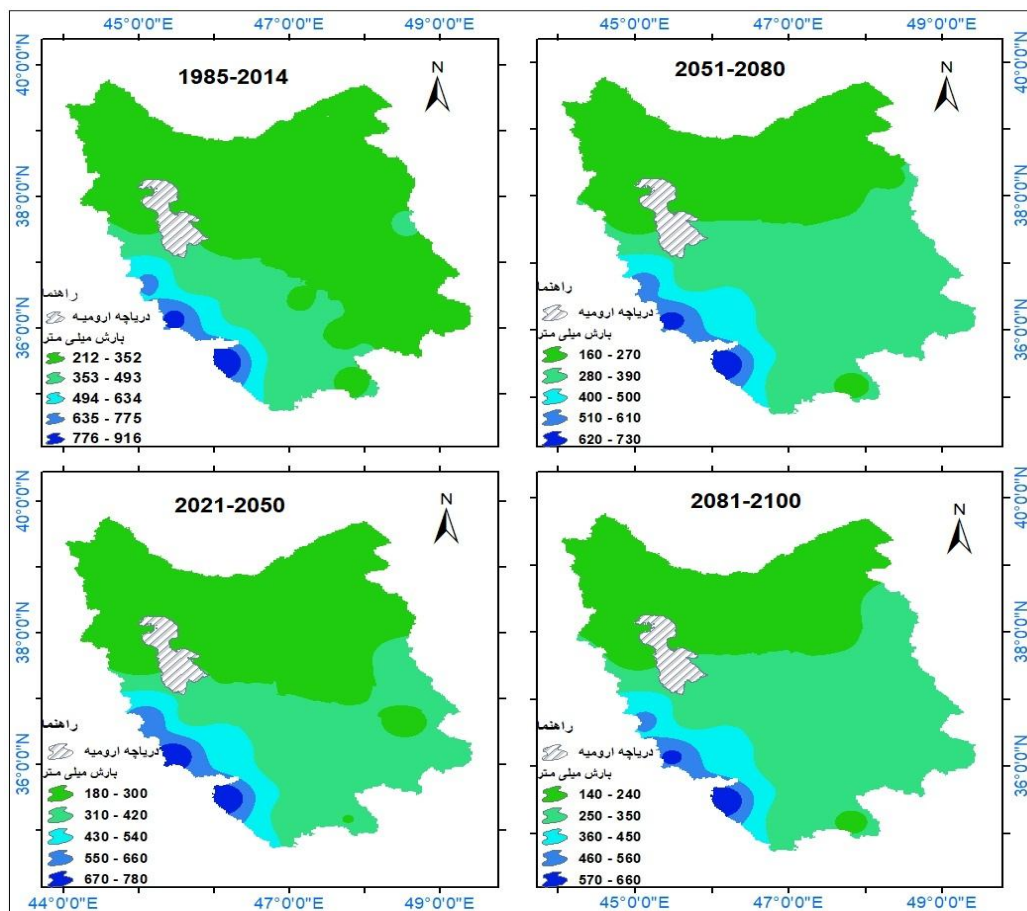 45°0'0"E 47°0'0"E 49°0'0"E
45°0'0"E 47°0'0"E 49°0'0"E
40°0'0"N
38°0'0"N
36°0'0"N
1985-2014
N
راهنما
دریاچه ارومیه
بارش میلی متر
212 - 352
353 - 493
494 - 634
635 - 775
776 - 916
2051-2080
N
40°0'0"N
38°0'0"N
36°0'0"N
راهنما
دریاچه ارومیه
بارش میلی متر
160 - 270
280 - 390
400 - 500
510 - 610
620 - 730
40°0'0"N
38°0'0"N
36°0'0"N
2021-2050
N
راهنما
دریاچه ارومیه
بارش میلی متر
180 - 300
310 - 420
430 - 540
550 - 660
670 - 780
2081-2100
N
40°0'0"N
38°0'0"N
36°0'0"N
راهنما
دریاچه ارومیه
بارش میلی متر
140 - 240
250 - 350
360 - 450
460 - 560
570 - 660
44°0'0"E 47°0'0"E 49°0'0"E
45°0'0"E 47°0'0"E 49°0'0"E